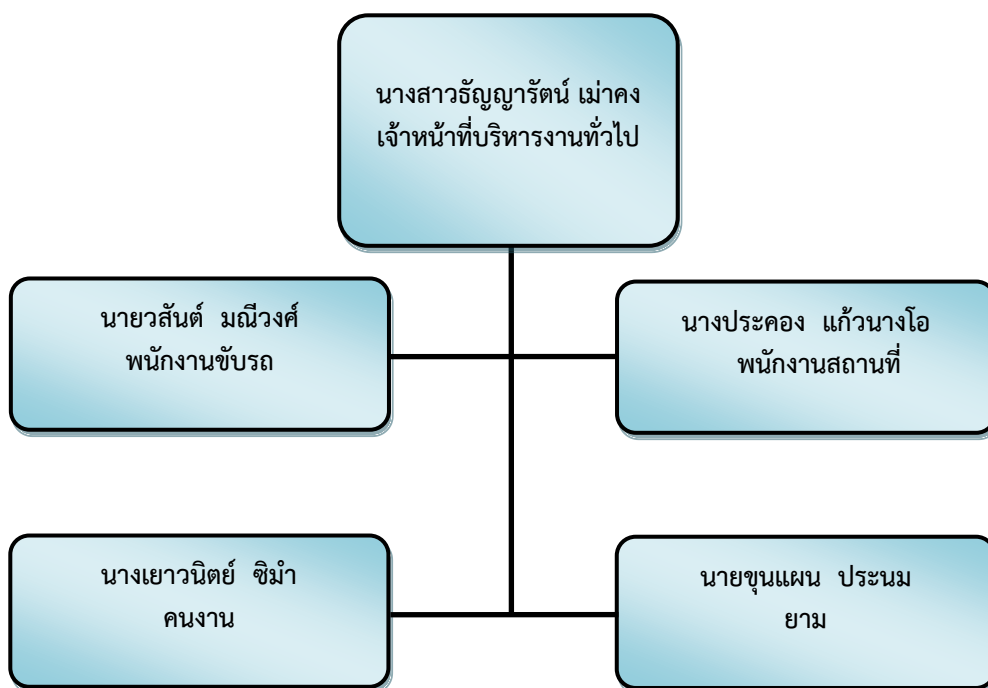 นางสาวธัญญารัตน์ เม่าคง
เจ้าหน้าที่บริหารงานทั่วไป
นายวสันต์ มณีวงศ์
พนักงานขับรถ
นางประคอง แก้วนางโอ
พนักงานสถานที่
นางเยาวนิตย์ ซิมำ
คนงาน
นายขุนแผน ประนม
ยาม